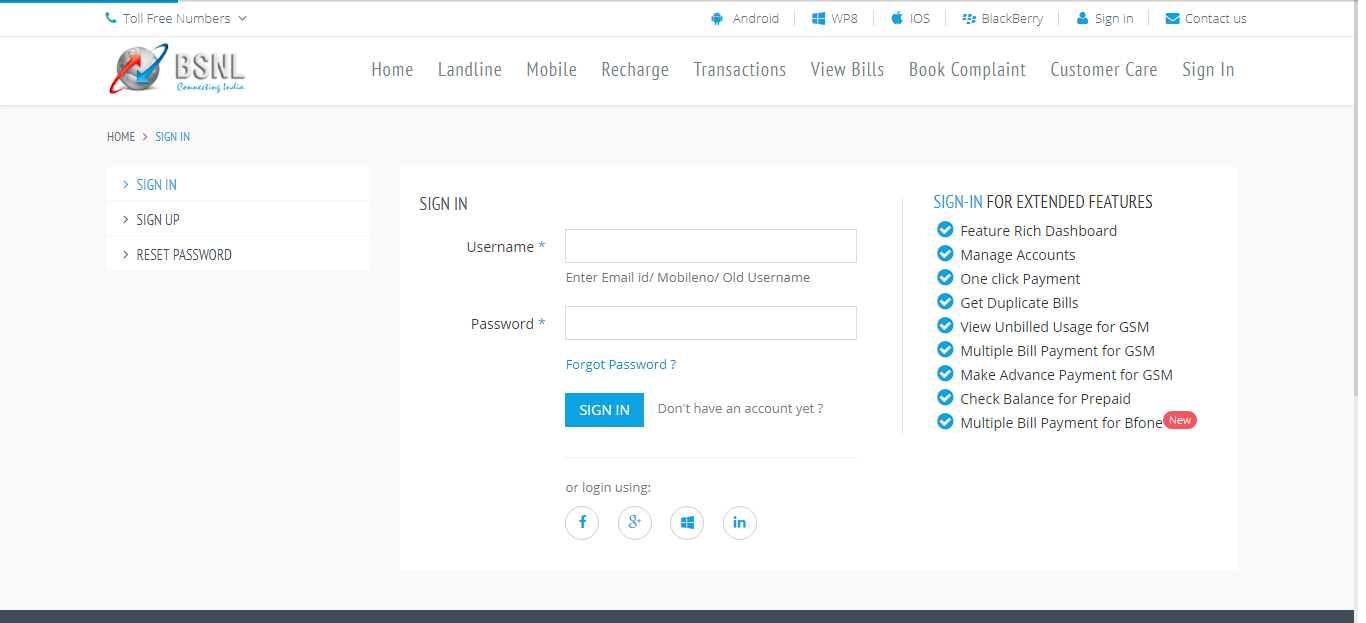 Toll Free Numbers
Android WP8 IOS BlackBerry Sign in Contact us
BSNL
Connecting India
Home Landline Mobile Recharge Transactions View Bills Book Complaint Customer Care Sign In
HOME > SIGN IN
> SIGN IN
> SIGN UP
> RESET PASSWORD
SIGN IN
Username *
Enter Email id/ Mobileno/ Old Username
Password *
Forgot Password ?
SIGN IN Don't have an account yet ?
or login using:
f g+ in
SIGN-IN FOR EXTENDED FEATURES
Feature Rich Dashboard
Manage Accounts
One click Payment
Get Duplicate Bills
View Unbilled Usage for GSM
Multiple Bill Payment for GSM
Make Advance Payment for GSM
Check Balance for Prepaid
Multiple Bill Payment for Bfone New